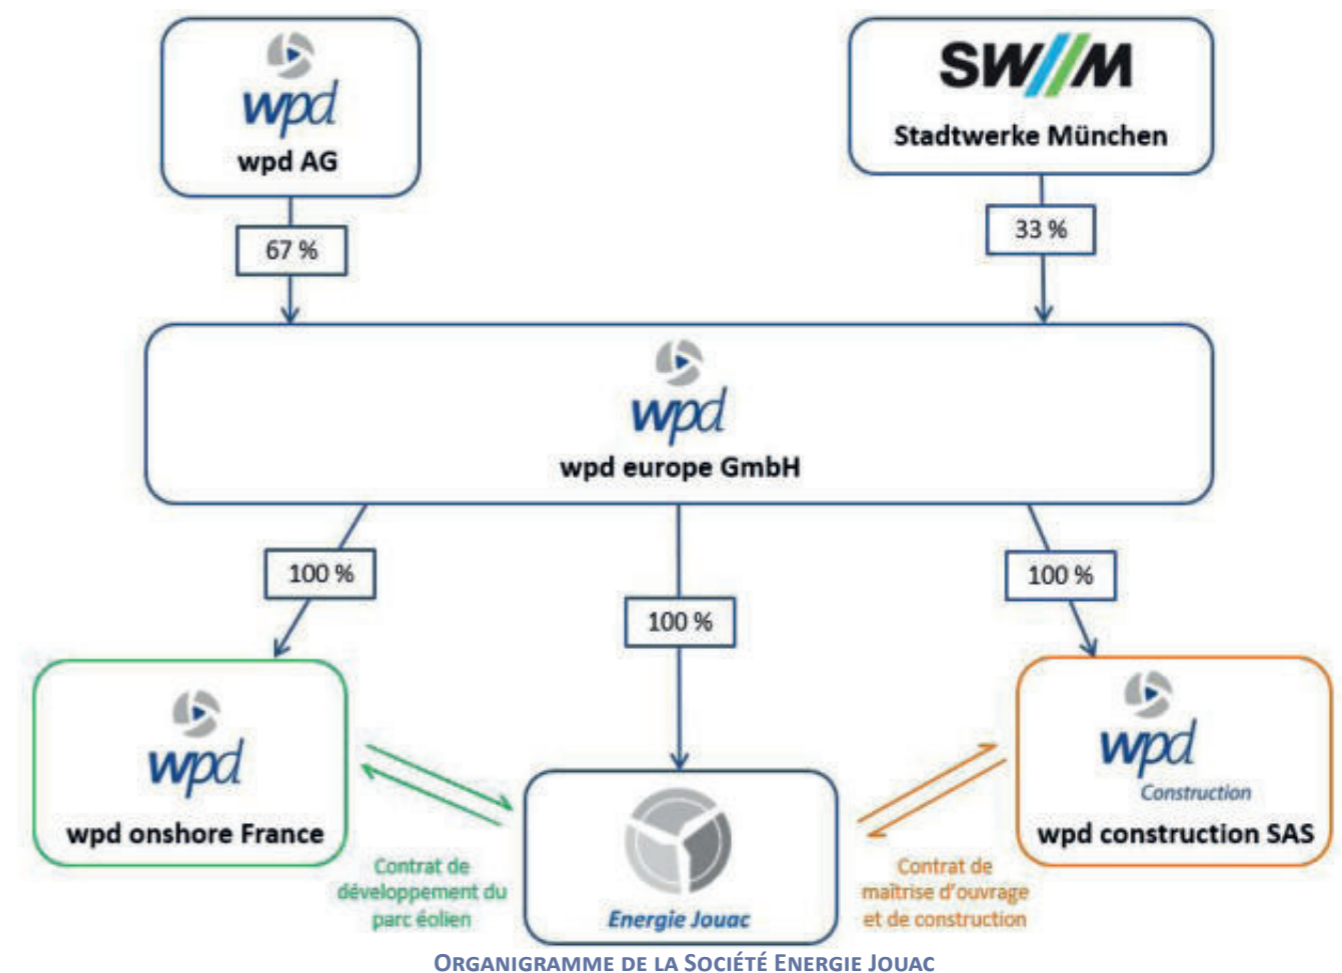 wpd
wpd AG
SW//M
Stadtwerke München
67 %
33 %
wpd
wpd europe GmbH
100 %
100 %
100 %
wpd
wpd onshore France
wpd
Construction
wpd construction SAS
Contrat de
développement du
parc éolien
Energie Jouac
Contrat de
maîtrise d'ouvrage
et de construction
ORGANIGRAMME DE LA SOCIÉTÉ ENERGIE JOUAC